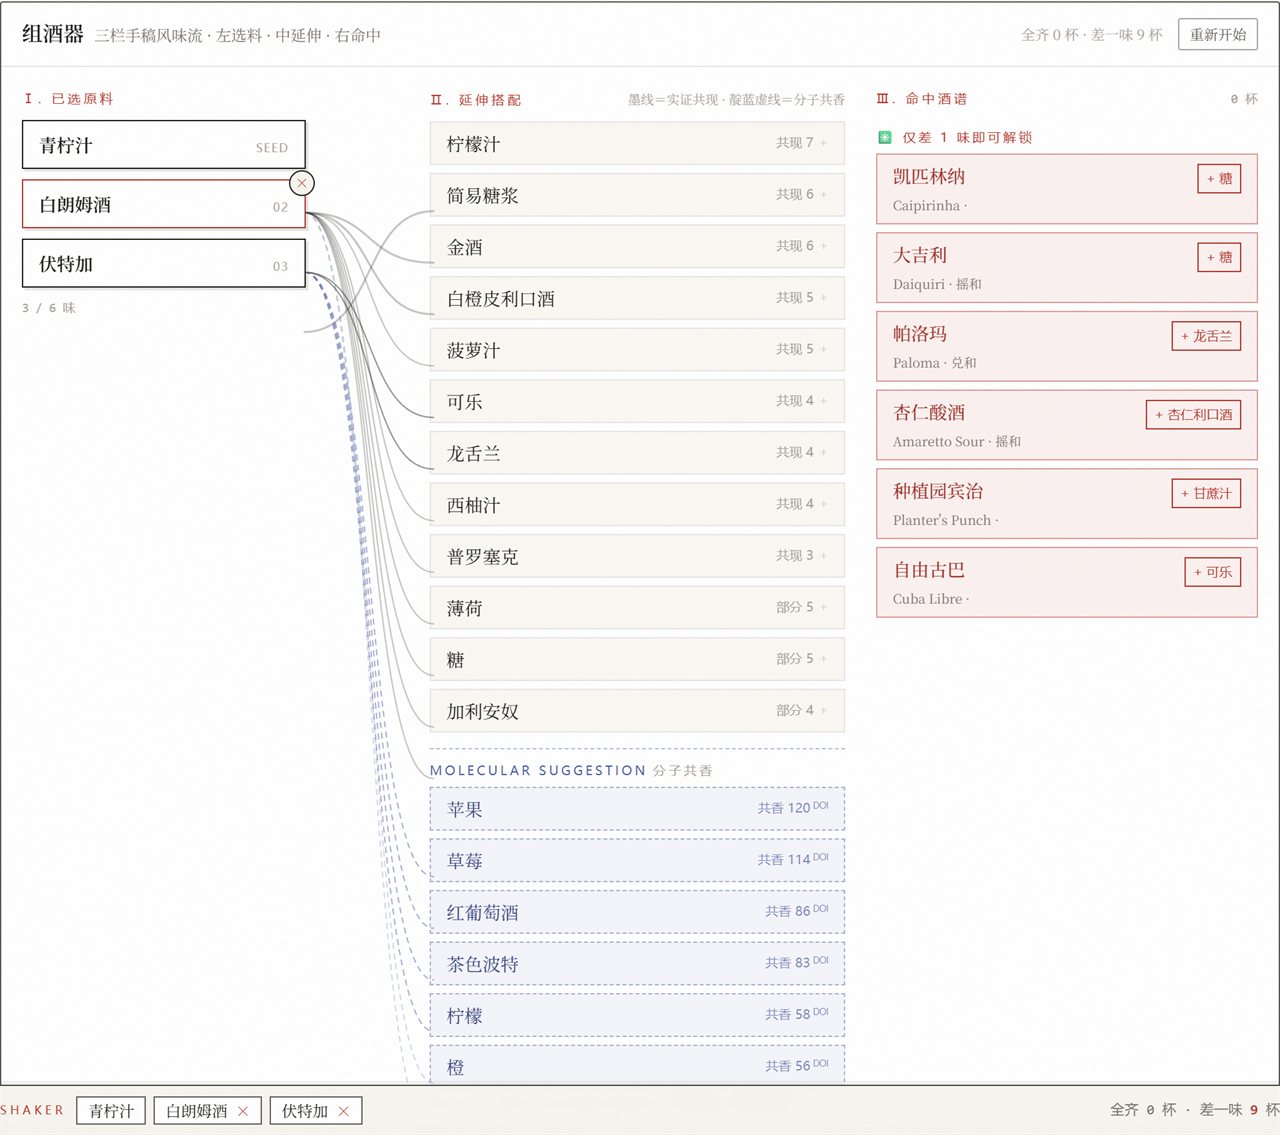 组酒器 三栏手稿风味流 · 左选料 · 中延伸 · 右命中
全齐 0 杯 · 差一味 9 杯 重新开始
I. 已选原料
青柠汁 SEED
白朗姆酒 02
伏特加 03
3 / 6 味
II. 延伸搭配 墨线=实证共现 · 靛蓝虚线=分子共香
柠檬汁 共现 7 +
简易糖浆 共现 6 +
金酒 共现 6 +
白橙皮利口酒 共现 5 +
菠萝汁 共现 5 +
可乐 共现 4 +
龙舌兰 共现 4 +
西柚汁 共现 4 +
普罗塞克 共现 3 +
薄荷 部分 5 +
糖 部分 5 +
加利安奴 部分 4 +
MOLECULAR SUGGESTION 分子共香
苹果 共香 120 DOI
草莓 共香 114 DOI
红葡萄酒 共香 86 DOI
茶色波特 共香 83 DOI
柠檬 共香 58 DOI
橙 共香 56 DOI
III. 命中酒谱 0 杯
仅差 1 味即可解锁
凯匹林纳 + 糖
Caipirinha ·
大吉利 + 糖
Daiquiri · 摇和
帕洛玛 + 龙舌兰
Paloma · 兑和
杏仁酸酒 + 杏仁利口酒
Amaretto Sour · 摇和
种植园宾治 + 甘蔗汁
Planter's Punch ·
自由古巴 + 可乐
Cuba Libre ·
SHAKER 青柠汁 白朗姆酒 × 伏特加 × 全齐 0 杯 · 差一味 9 杯